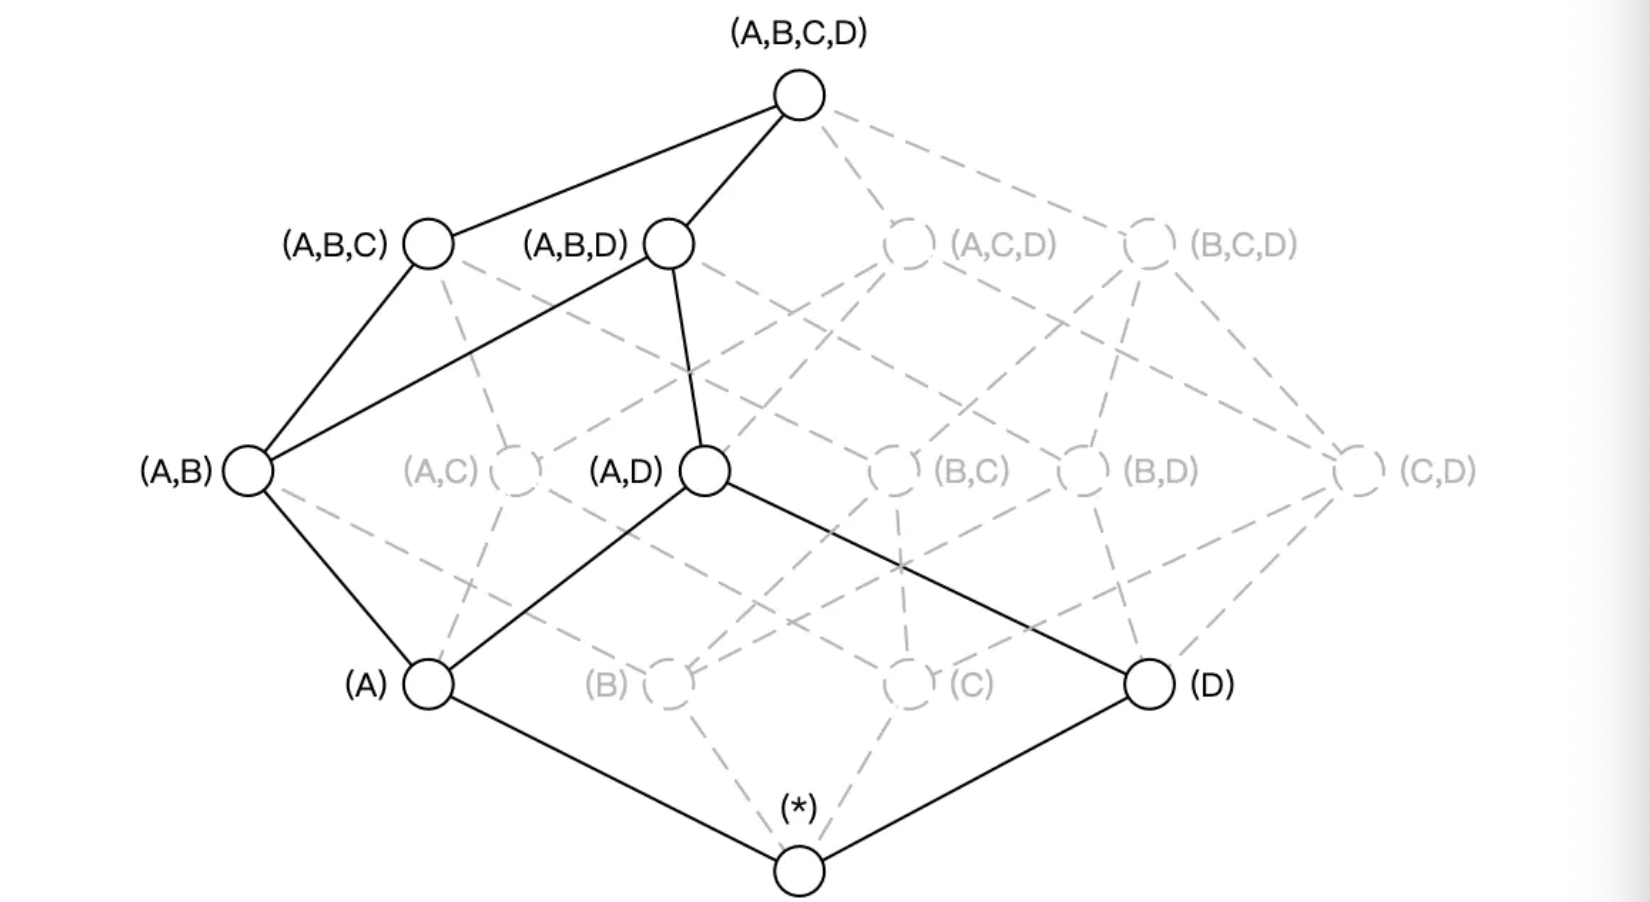 (A,B,C,D)
(A,B,C)
(A,B,D)
(A,C,D)
(B,C,D)
(A,B)
(A,C)
(A,D)
(B,C)
(B,D)
(C,D)
(A)
(B)
(C)
(D)
(*)